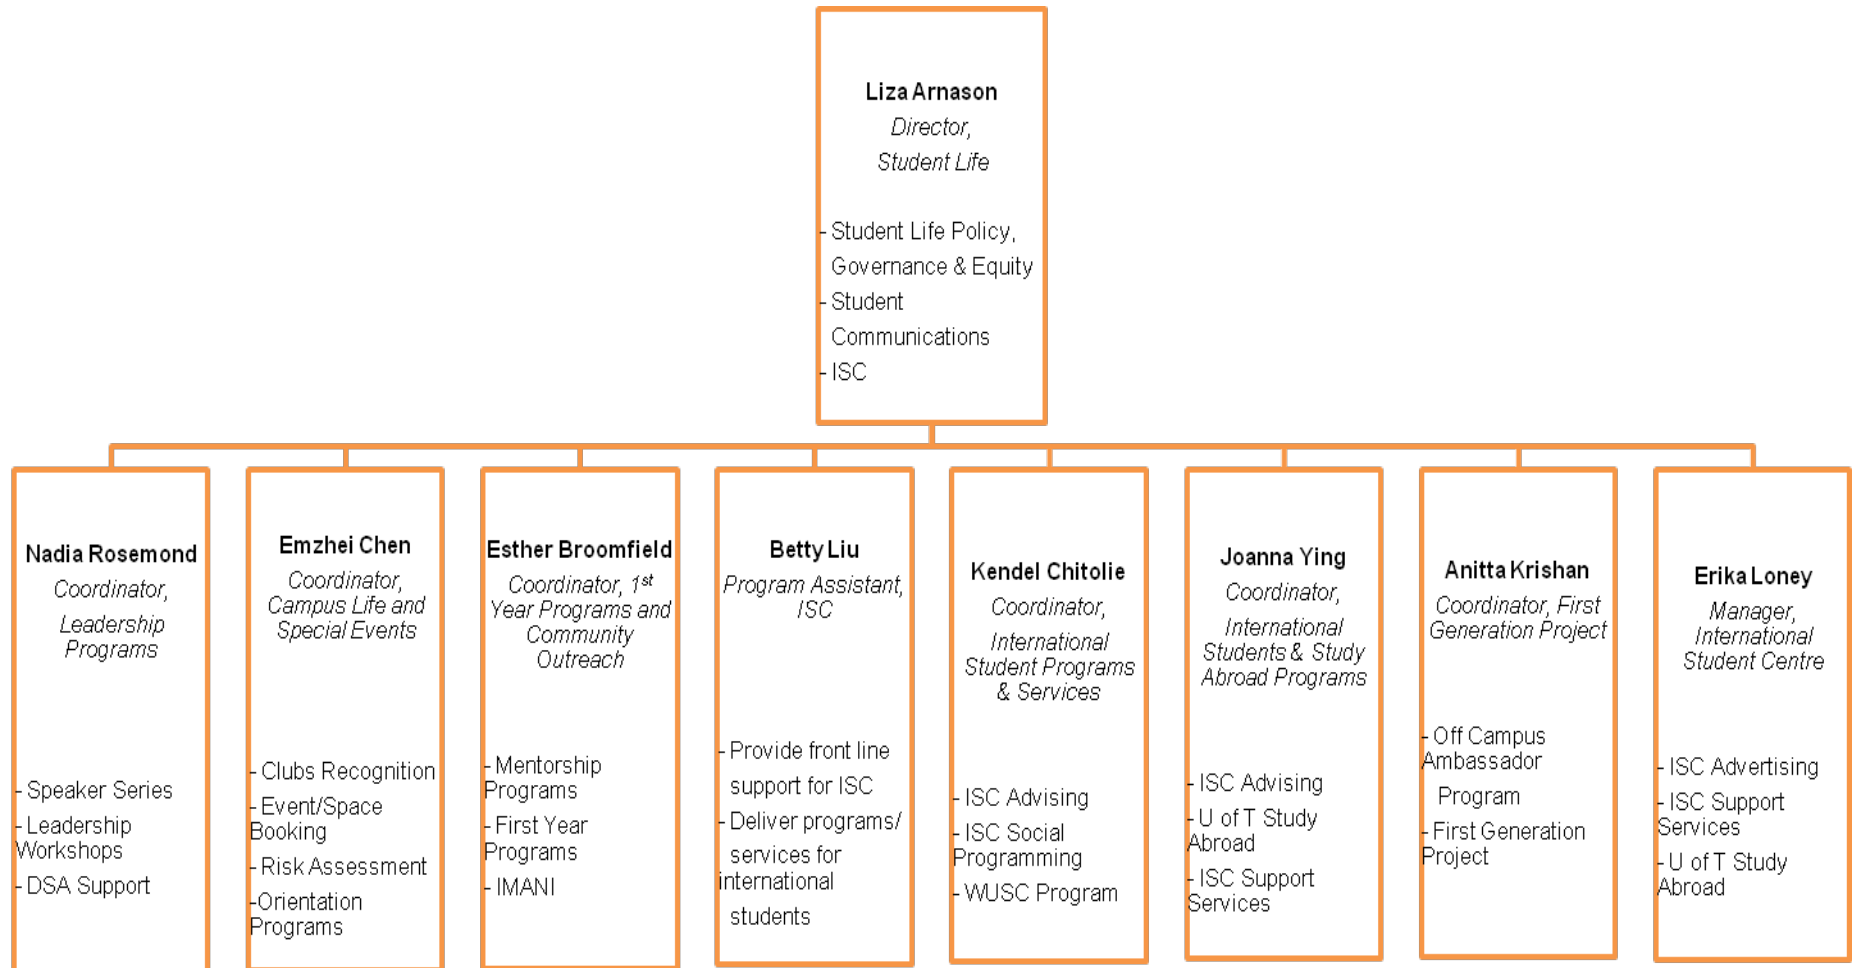 Liza Arnason
Director,
Student Life
- Student Life Policy,
Governance & Equity
- Student
Communications
- ISC
Nadia Rosemond
Coordinator,
Leadership
Programs
- Speaker Series
- Leadership
Workshops
- DSA Support
Emzhei Chen
Coordinator,
Campus Life and
Special Events
- Clubs Recognition
- Event/Space
Booking
- Risk Assessment
-Orientation
Programs
Esther Broomfield
Coordinator, 1st
Year Programs and
Community
Outreach
- Mentorship
Programs
- First Year
Programs
- IMANI
Betty Liu
Program Assistant,
ISC
- Provide front line
support for ISC
- Deliver programs/
services for
international
students
Kendel Chitolie
Coordinator,
International
Student Programs
& Services
- ISC Advising
- ISC Social
Programming
- WUSC Program
Joanna Ying
Coordinator,
International
Students & Study
Abroad Programs
- ISC Advising
- U of T Study
Abroad
- ISC Support
Services
Anitta Krishan
Coordinator, First
Generation Project
- Off Campus
Ambassador
Program
- First Generation
Project
Erika Loney
Manager,
International
Student Centre
- ISC Advertising
- ISC Support
Services
- U of T Study
Abroad